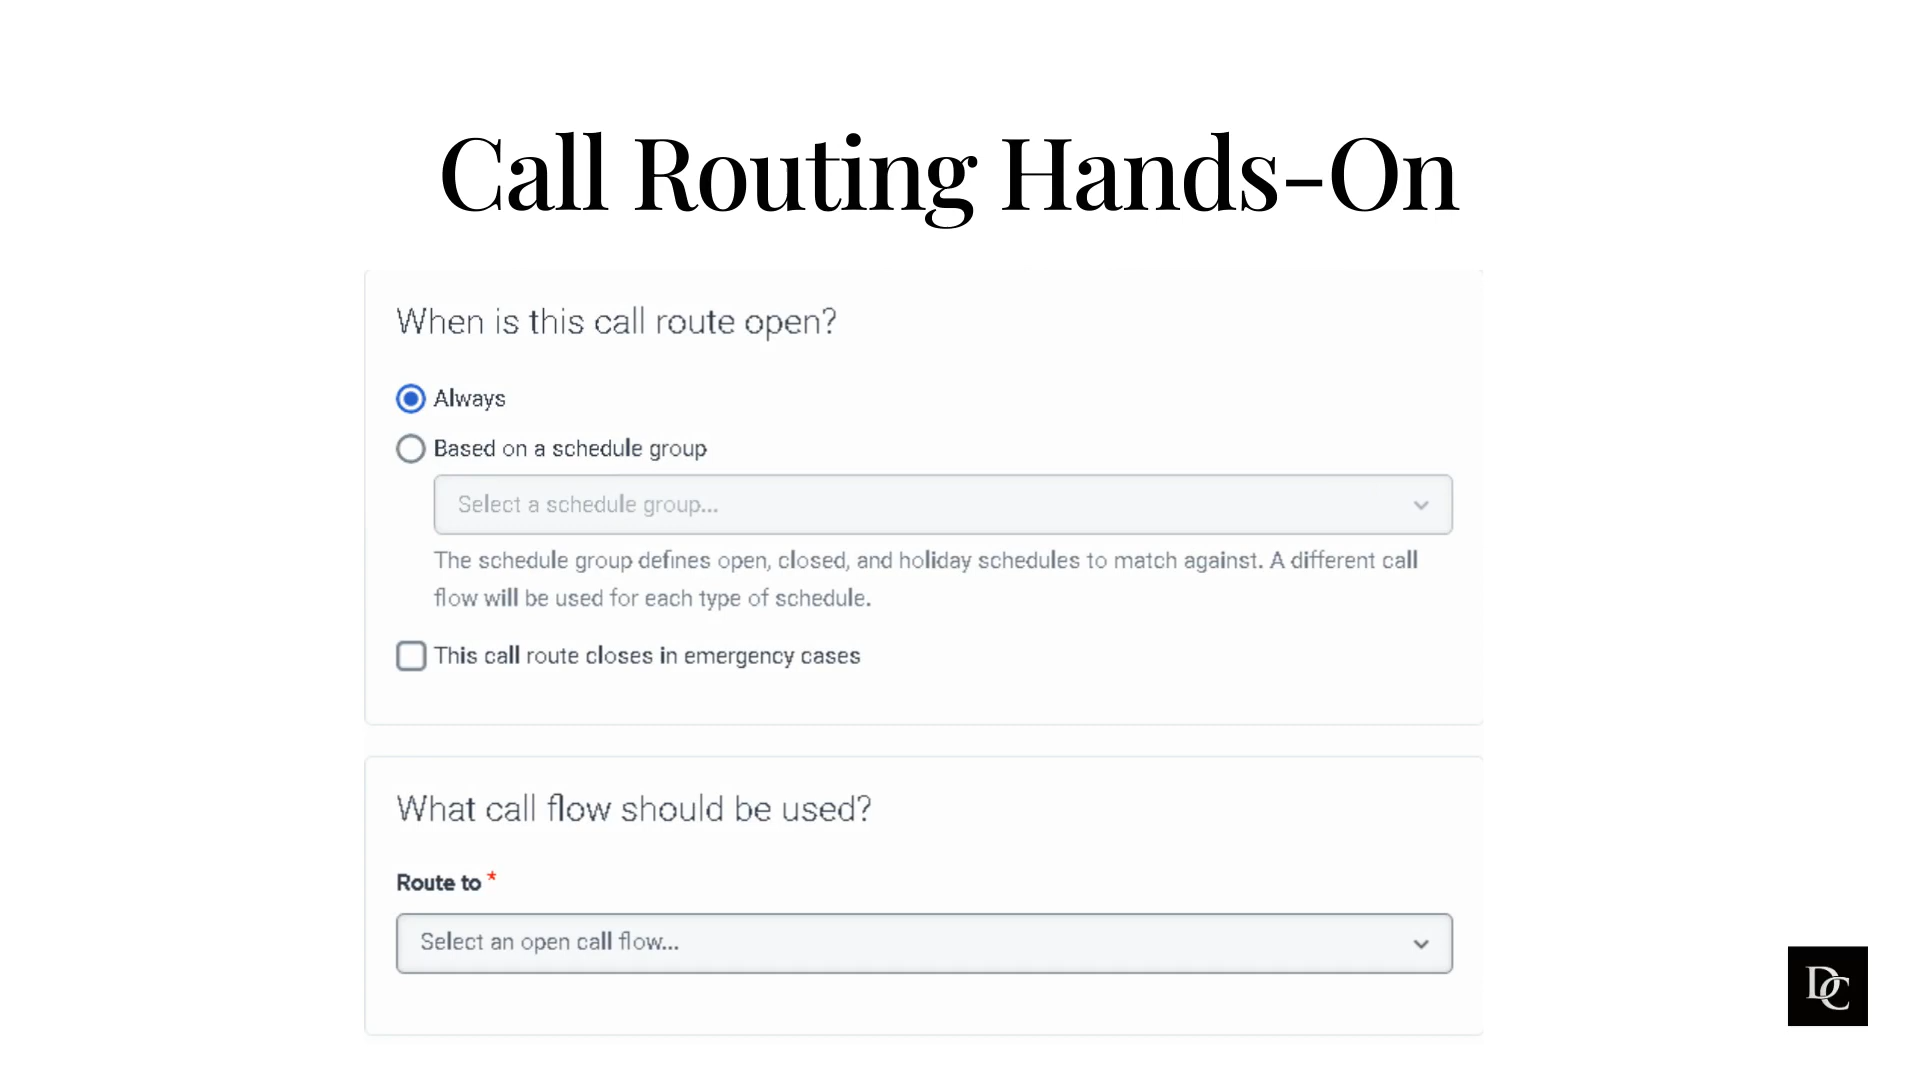 Call Routing Hands-On
When is this call route open?
Always
Based on a schedule group
Select a schedule group...
The schedule group defines open, closed, and holiday schedules to match against. A different call
flow will be used for each type of schedule.
This call route closes in emergency cases
What call flow should be used?
Route to *
Select an open call flow...
DC